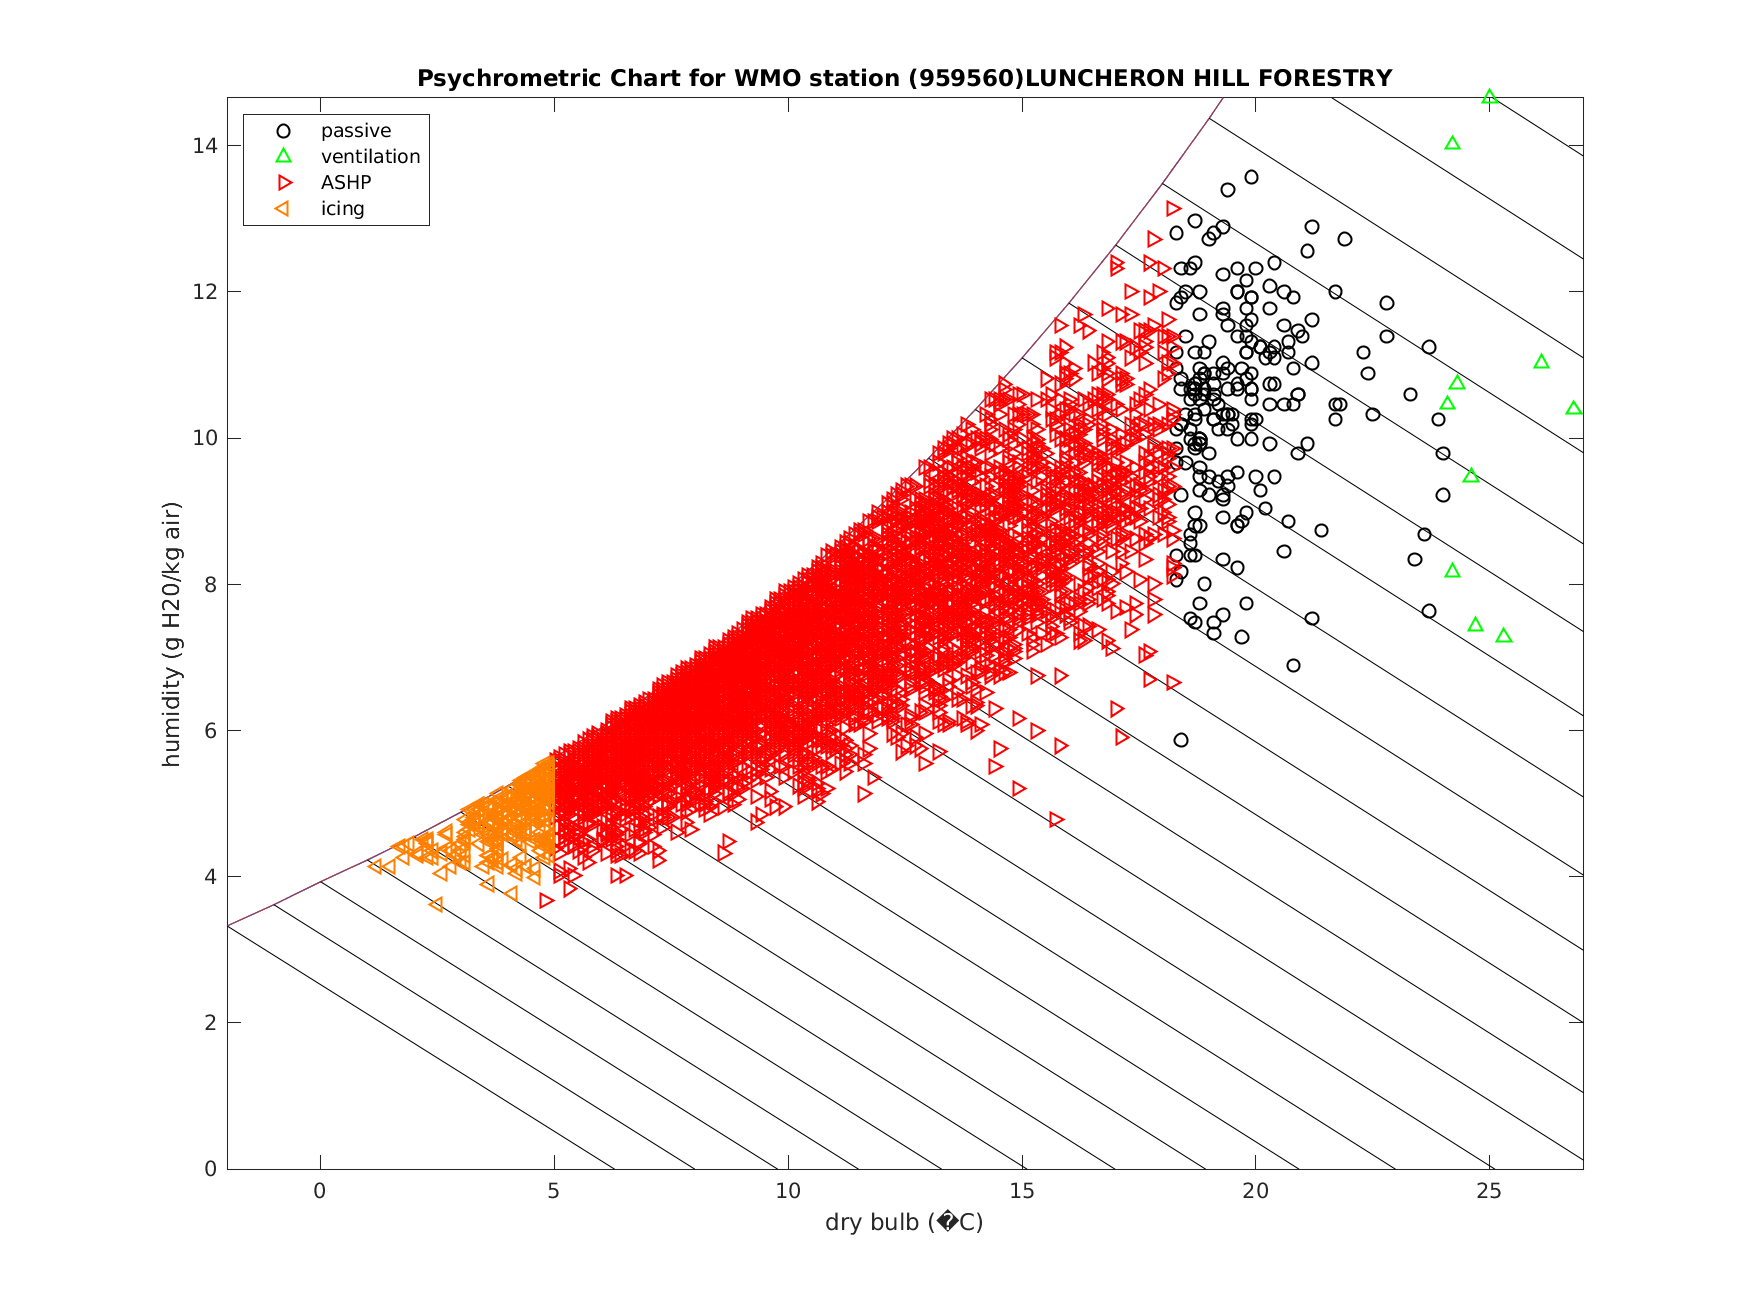 Psychrometric Chart for WMO station (959560)LUNCHERON HILL FORESTRY
passive
ventilation
ASHP
icing
14
12
10
8
6
4
2
0
humidity (g H20/kg air)
0 5 10 15 20 25
dry bulb (�C)